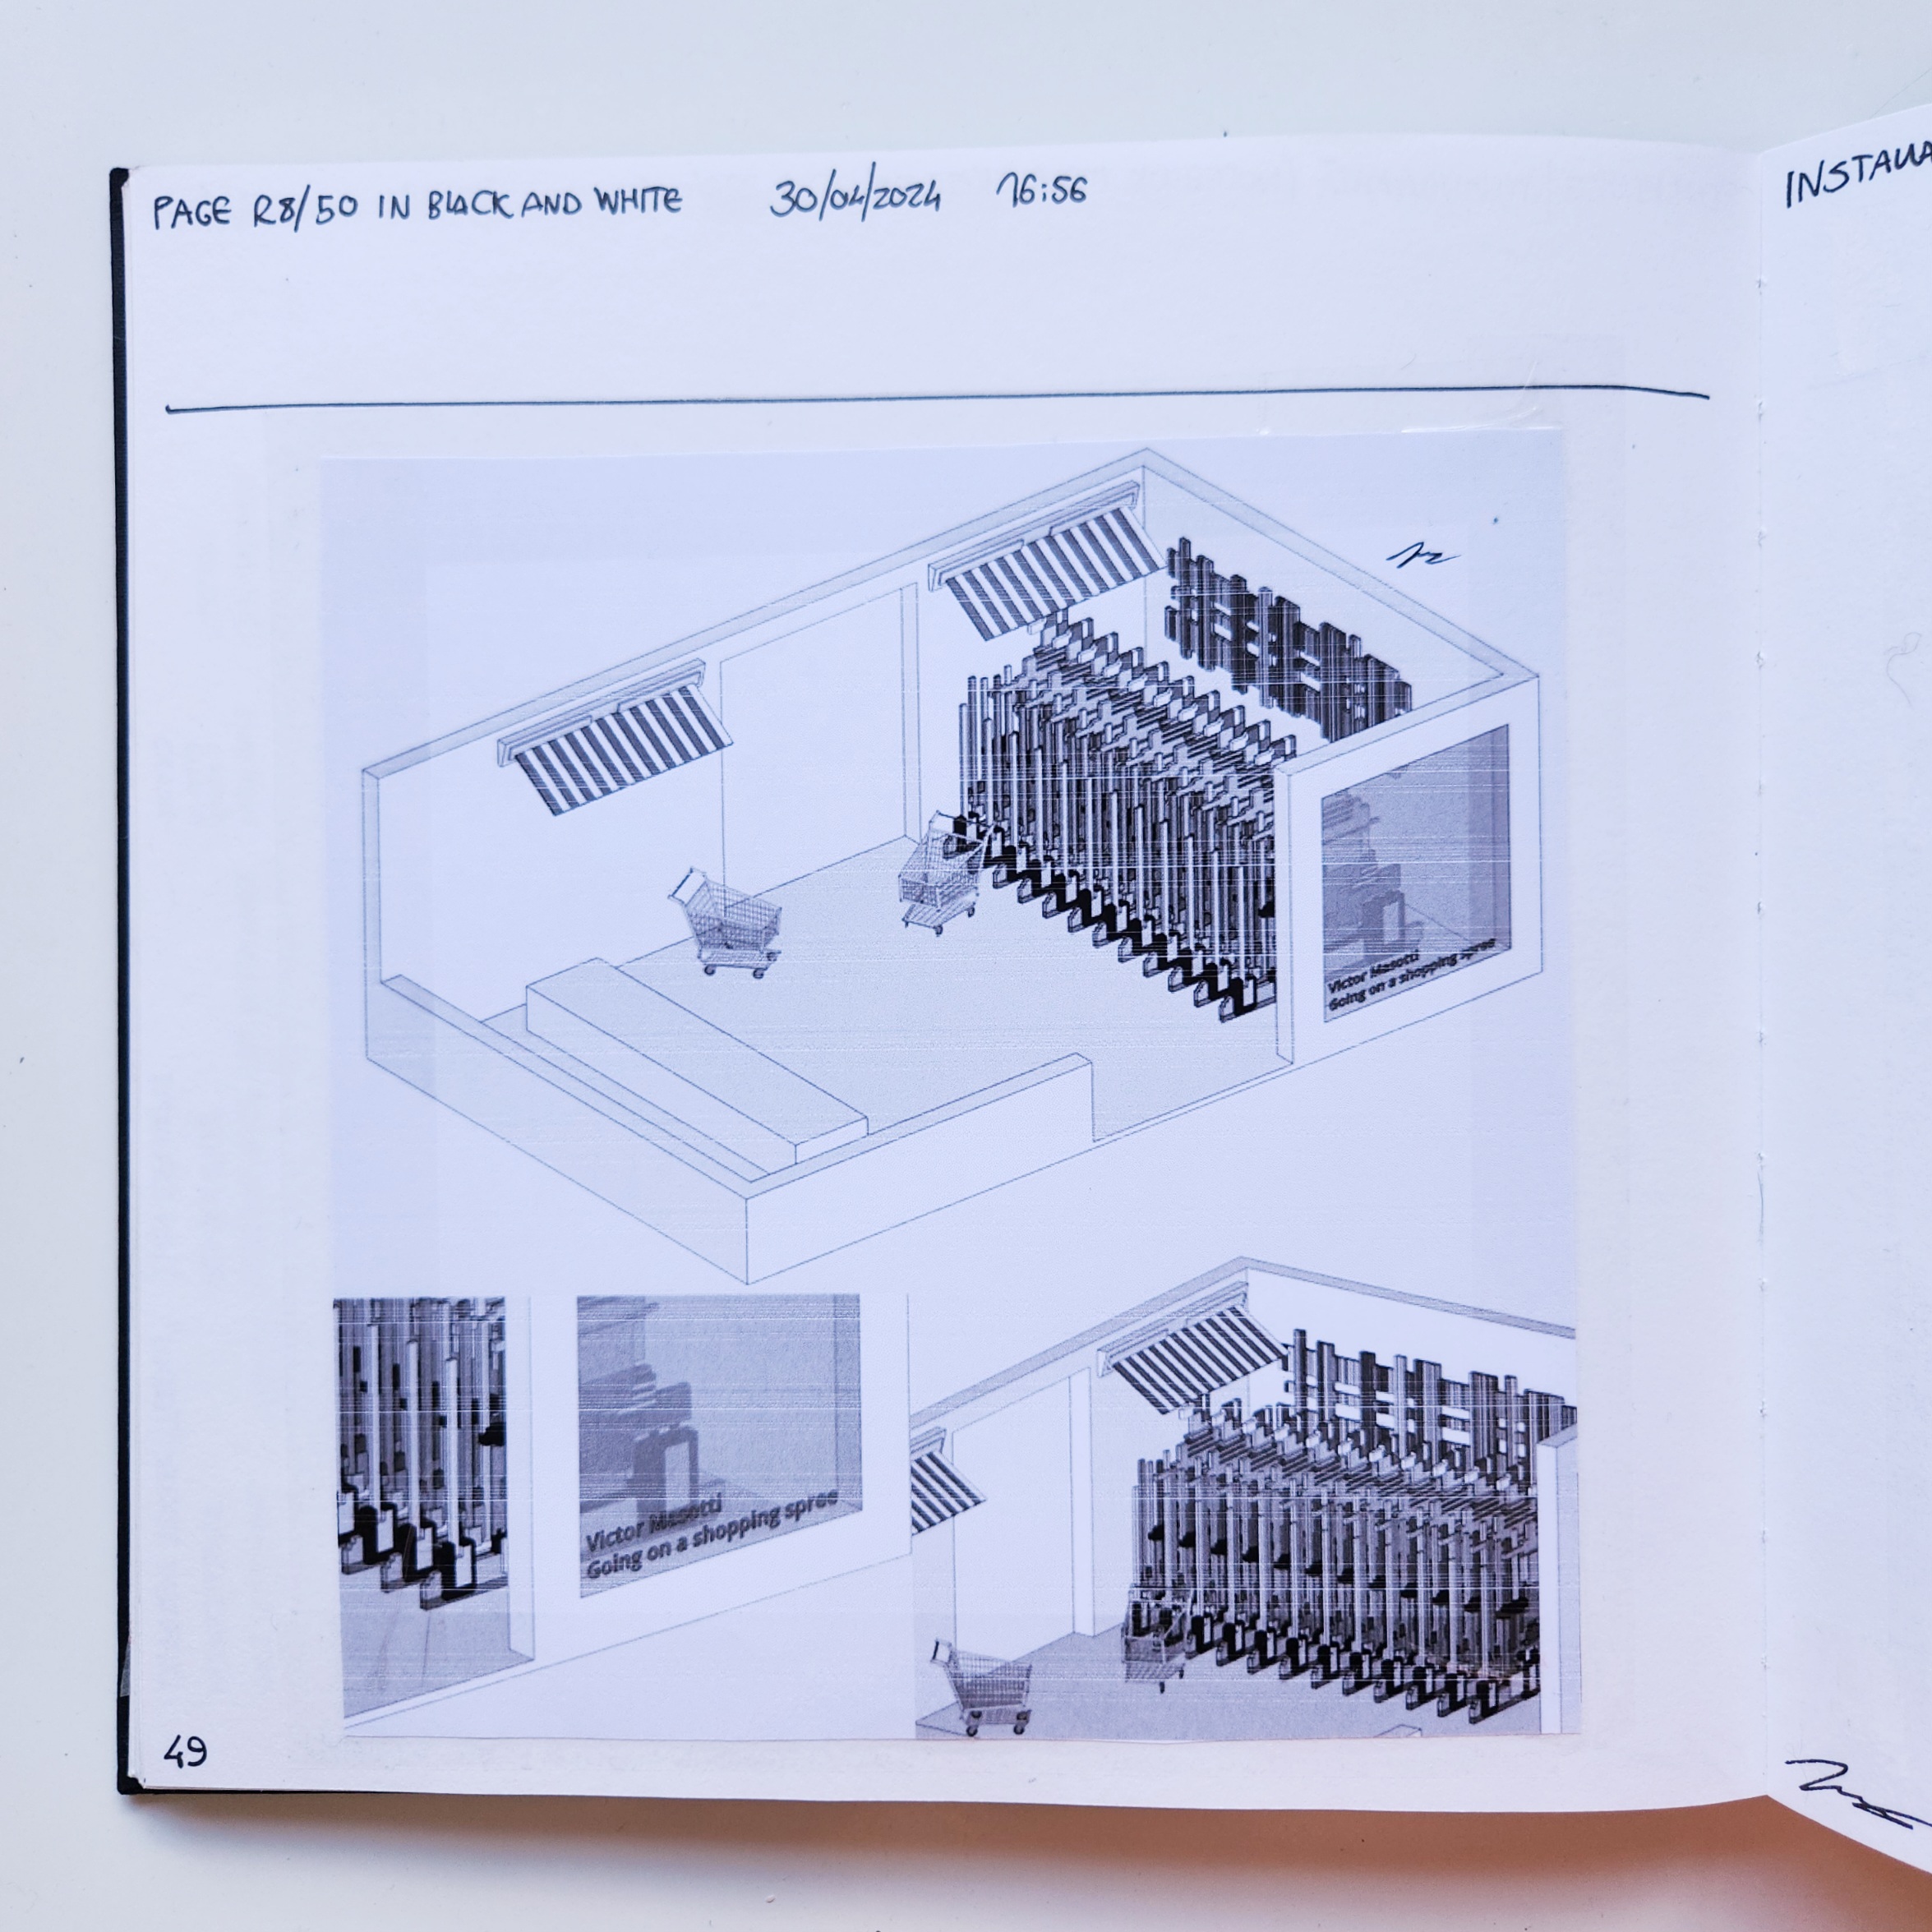 PAGE R8/50 IN BLACK AND WHITE 30/04/2024 16:56
INSTALLA
Victor Masotti
Going on a shopping spree
Victor Masotti
Going on a shopping spree
49